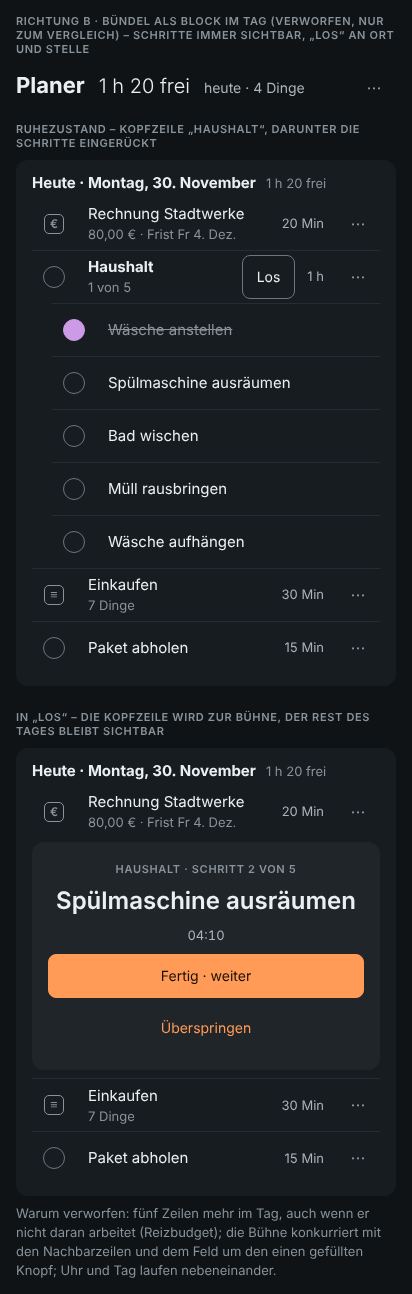 RICHTUNG B · BÜNDEL ALS BLOCK IM TAG (VERWORFEN, NUR
ZUM VERGLEICH) – SCHRITTE IMMER SICHTBAR, „LOS“ AN ORT
UND STELLE
Planer 1 h 20 frei heute · 4 Dinge ···
RUHEZUSTAND – KOPFZEILE „HAUSHALT“, DARUNTER DIE
SCHRITTE EINGERÜCKT
Heute · Montag, 30. November 1 h 20 frei
€ Rechnung Stadtwerke 20 Min ···
80,00 € · Frist Fr 4. Dez.
Haushalt Los 1 h ···
1 von 5
Wäsche anstellen
Spülmaschine ausräumen
Bad wischen
Müll rausbringen
Wäsche aufhängen
≡ Einkaufen 30 Min ···
7 Dinge
Paket abholen 15 Min ···
IN „LOS“ – DIE KOPFZEILE WIRD ZUR BÜHNE, DER REST DES
TAGES BLEIBT SICHTBAR
Heute · Montag, 30. November 1 h 20 frei
€ Rechnung Stadtwerke 20 Min ···
80,00 € · Frist Fr 4. Dez.
HAUSHALT · SCHRITT 2 VON 5
Spülmaschine ausräumen
04:10
Fertig · weiter
Überspringen
≡ Einkaufen 30 Min ···
7 Dinge
Paket abholen 15 Min ···
Warum verworfen: fünf Zeilen mehr im Tag, auch wenn er
nicht daran arbeitet (Reizbudget); die Bühne konkurriert mit
den Nachbarzeilen und dem Feld um den einen gefüllten
Knopf; Uhr und Tag laufen nebeneinander.